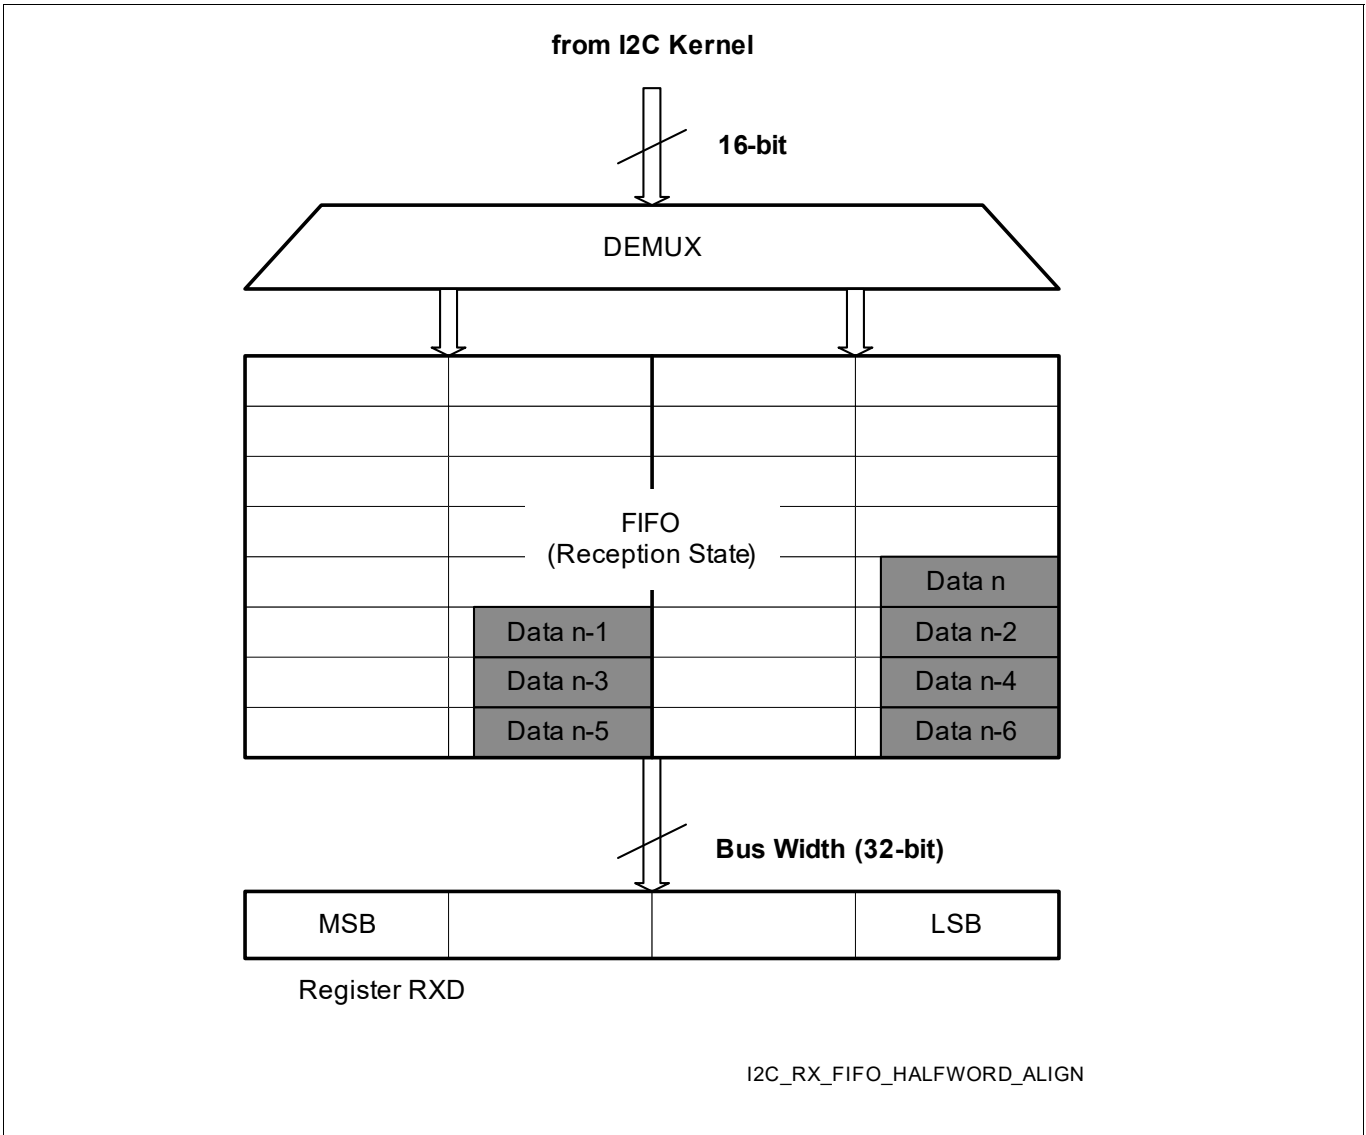 from I2C Kernel
16-bit
DEMUX
FIFO
(Reception State)
Data n
Data n-1
Data n-2
Data n-3
Data n-4
Data n-5
Data n-6
Bus Width (32-bit)
MSB
LSB
Register RXD
I2C_RX_FIFO_HALFWORD_ALIGN